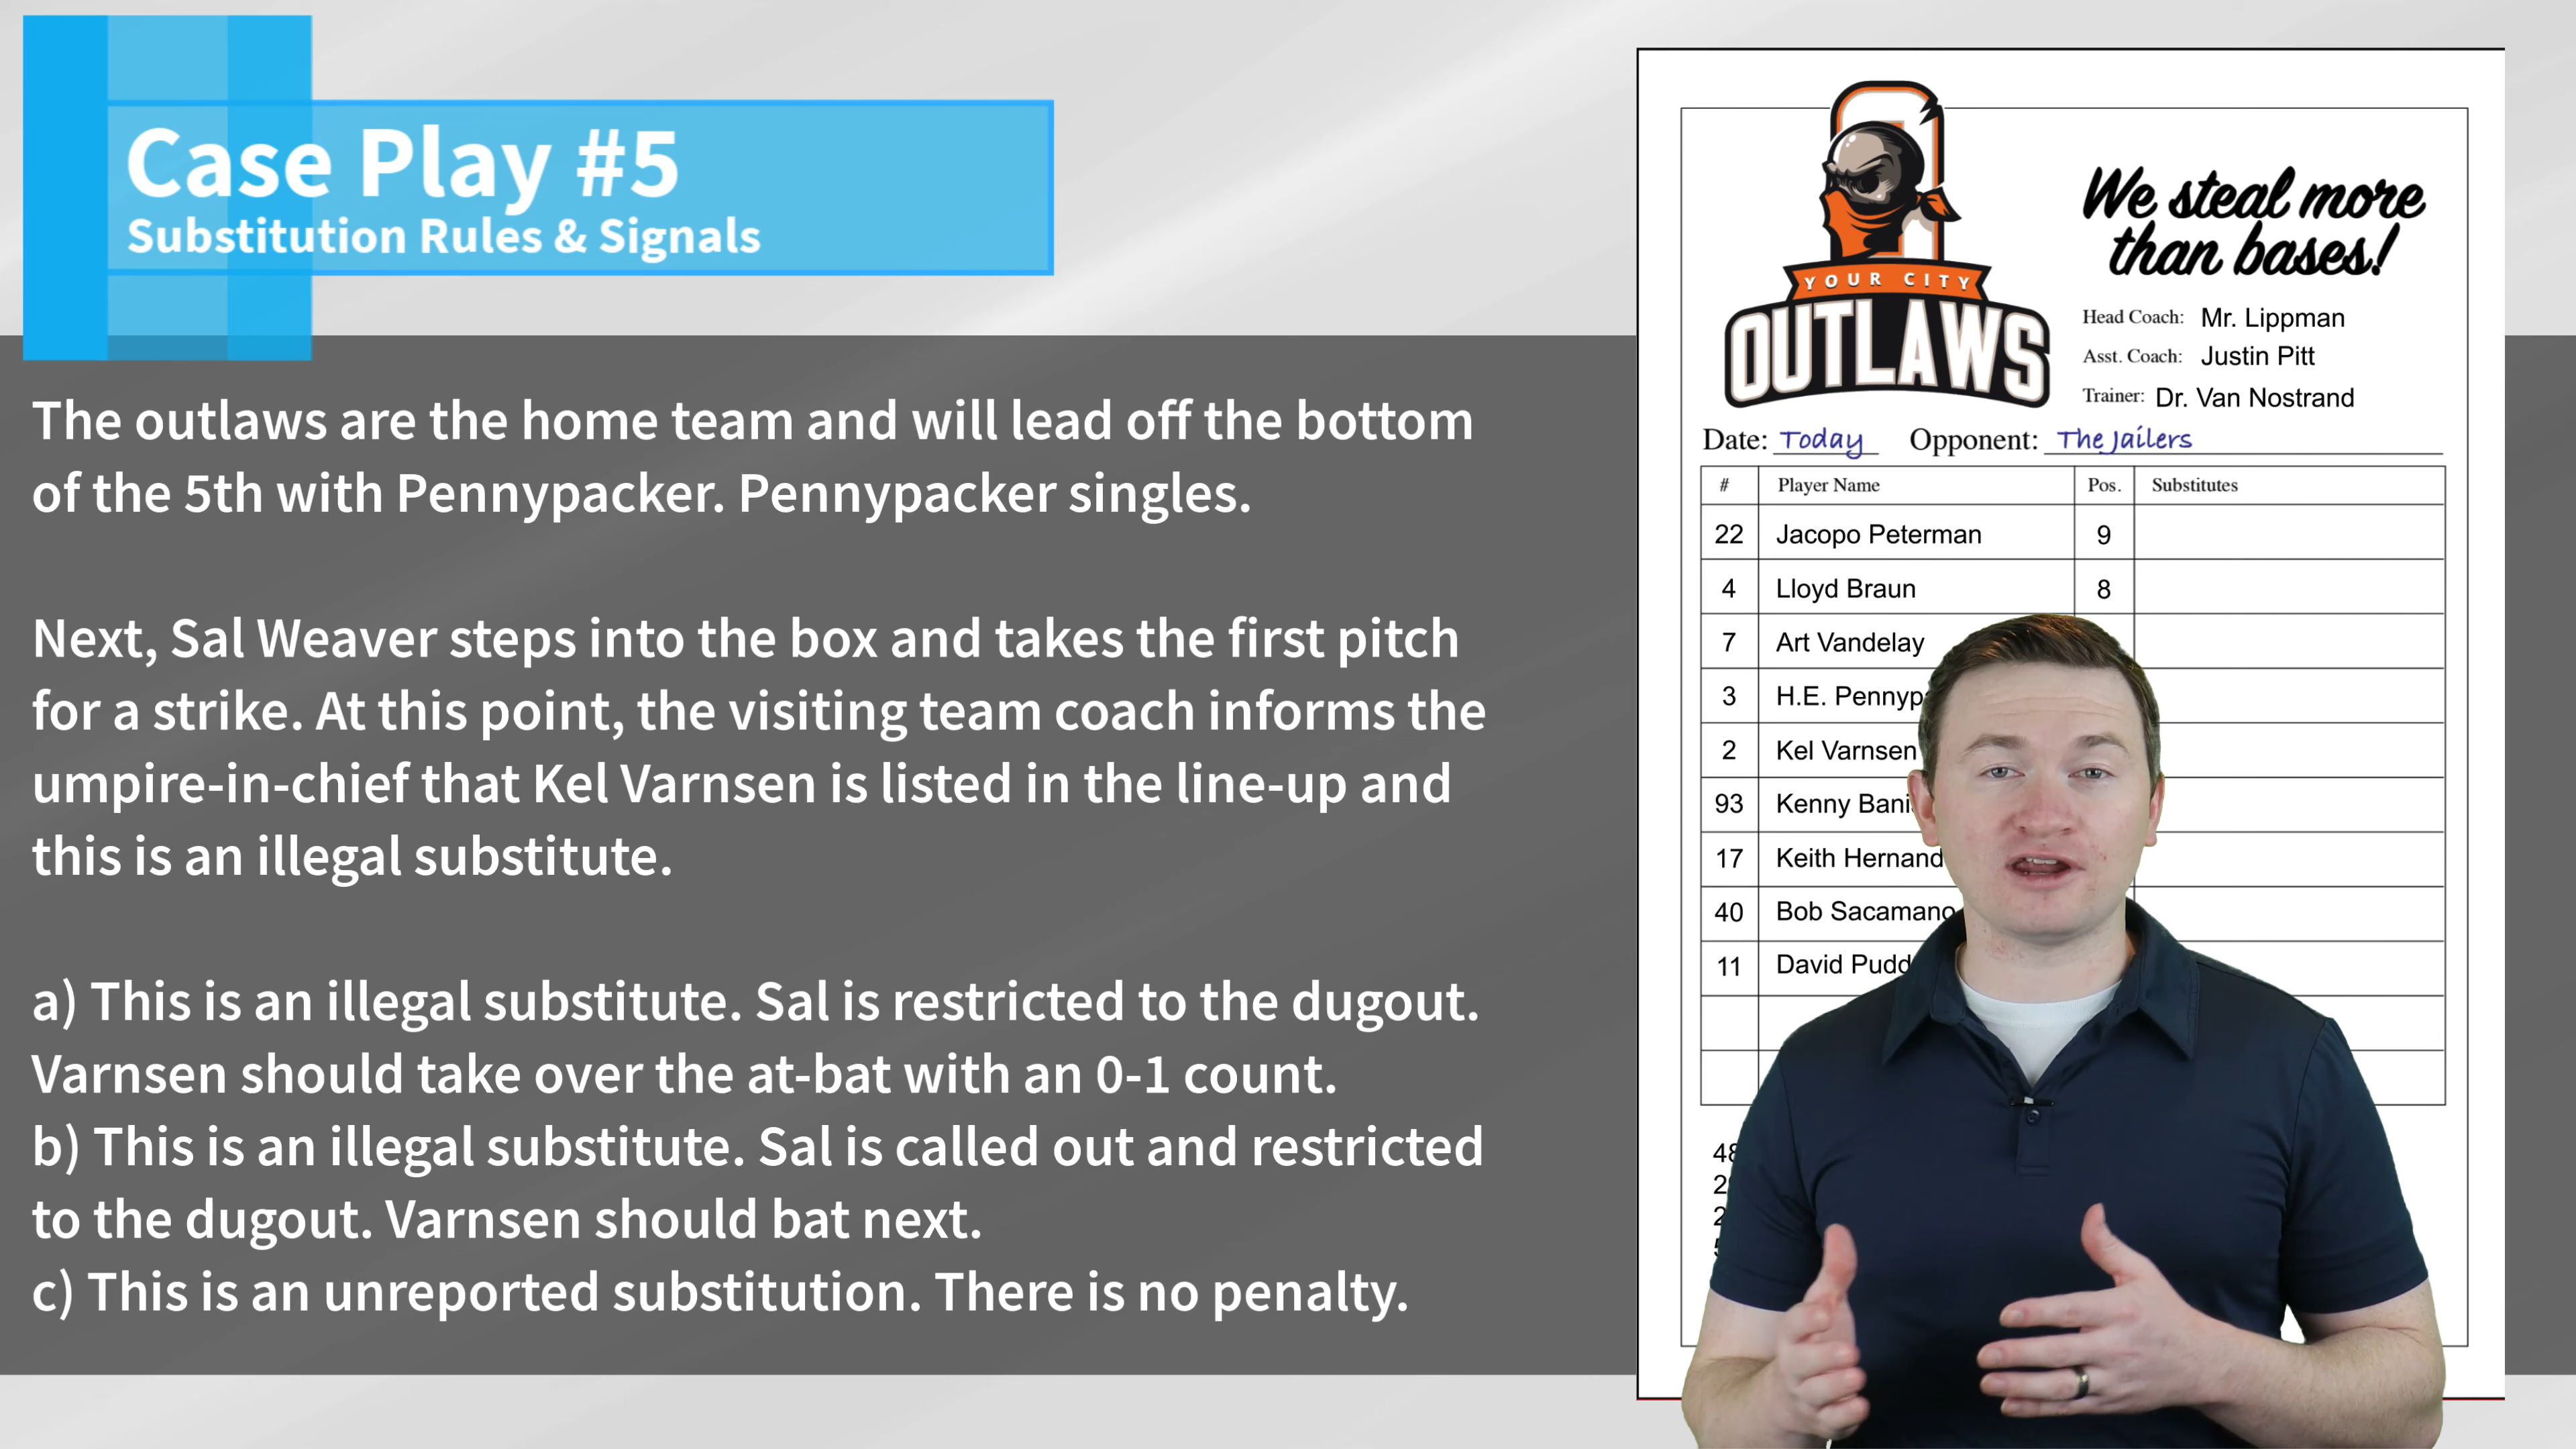 Case Play #5
Substitution Rules & Signals
The outlaws are the home team and will lead off the bottom
of the 5th with Pennypacker. Pennypacker singles.
Next, Sal Weaver steps into the box and takes the first pitch
for a strike. At this point, the visiting team coach informs the
umpire-in-chief that Kel Varnsen is listed in the line-up and
this is an illegal substitute.
a) This is an illegal substitute. Sal is restricted to the dugout.
Varnsen should take over the at-bat with an 0-1 count.
b) This is an illegal substitute. Sal is called out and restricted
to the dugout. Varnsen should bat next.
c) This is an unreported substitution. There is no penalty.
YOUR CITY
OUTLAWS
We steal more
than bases!
Head Coach: Mr. Lippman
Asst. Coach: Justin Pitt
Trainer: Dr. Van Nostrand
Date: Today Opponent: The Jailers
# Player Name Pos. Substitutes
22 Jacopo Peterman 9
4 Lloyd Braun 8
7 Art Vandelay
3 H.E.
2 Kel Varnsen
93 Kenny
17 Keith
40 Bob Sacamano
11 David